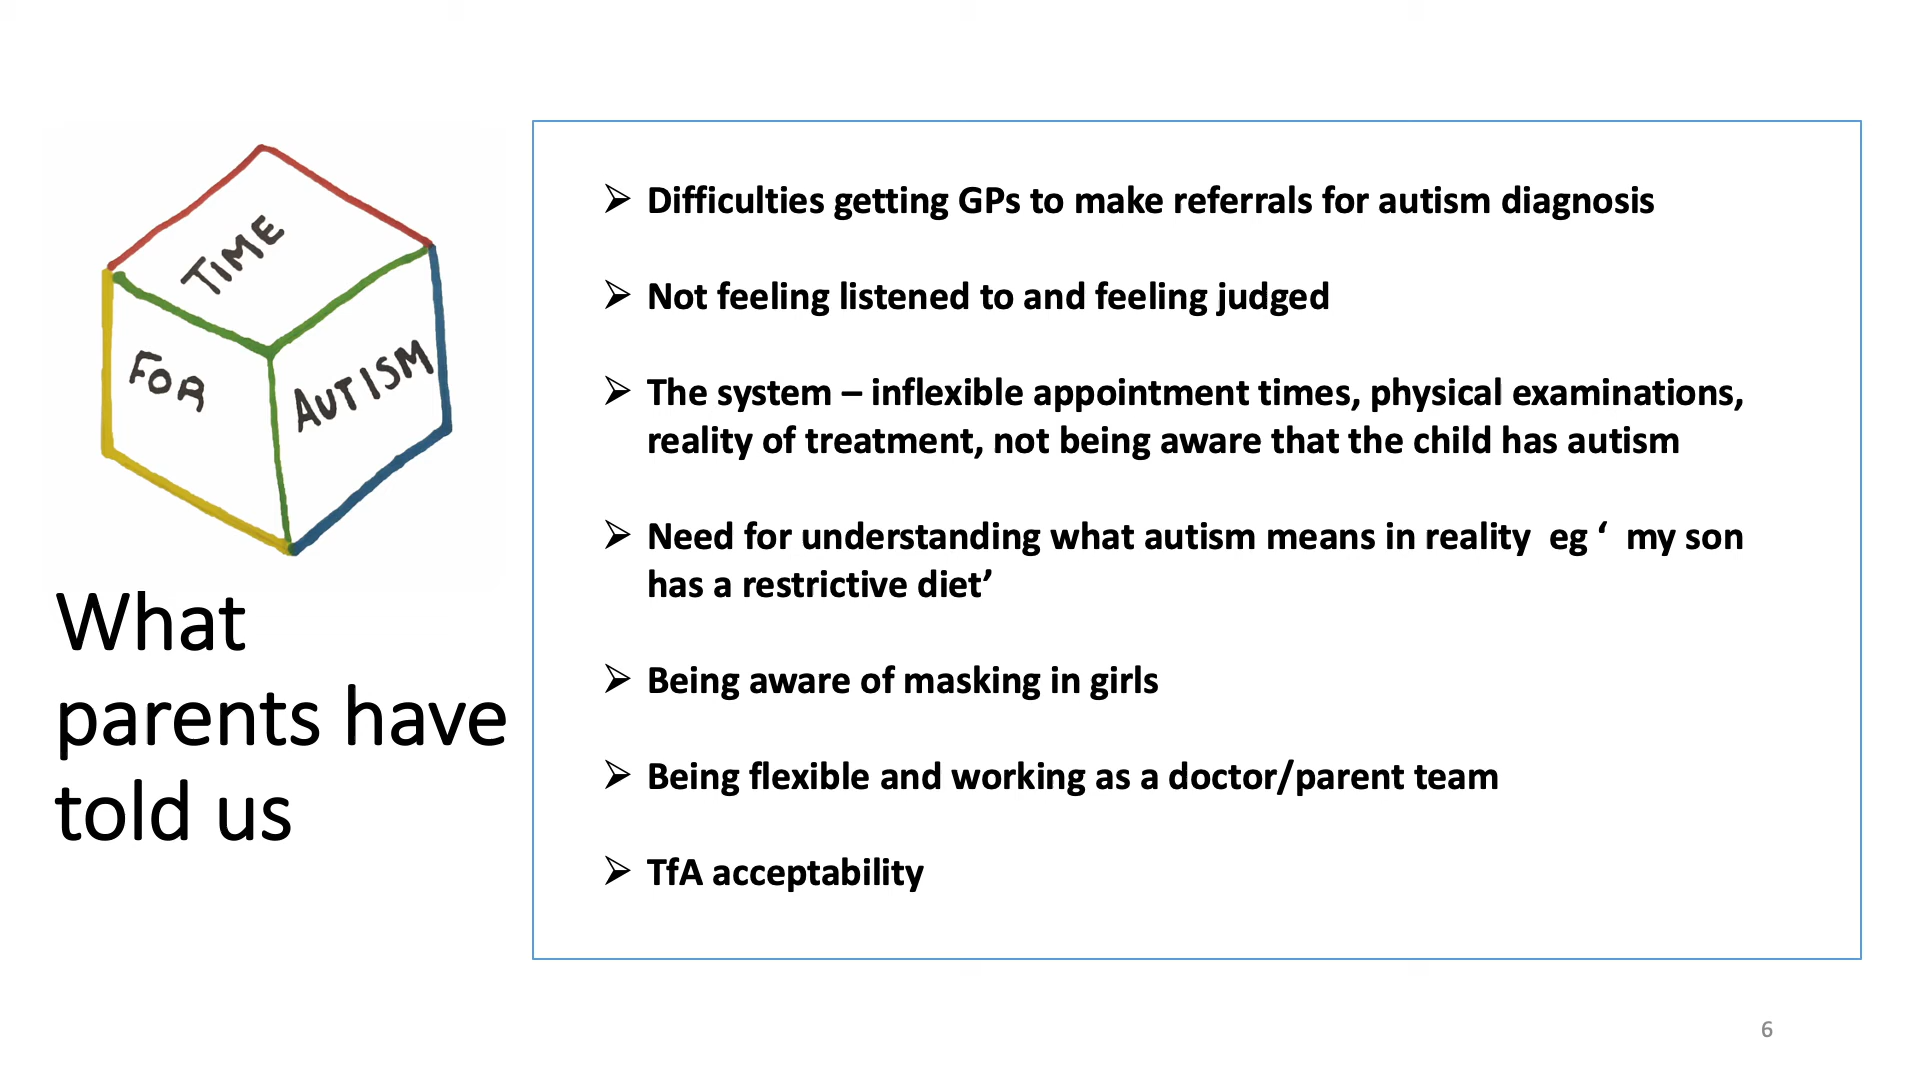 TIME
FOR
AUTISM
What
parents have
told us
➢ Difficulties getting GPs to make referrals for autism diagnosis
➢ Not feeling listened to and feeling judged
➢ The system – inflexible appointment times, physical examinations,
reality of treatment, not being aware that the child has autism
➢ Need for understanding what autism means in reality  eg ‘  my son
has a restrictive diet’
➢ Being aware of masking in girls
➢ Being flexible and working as a doctor/parent team
➢ TfA acceptability
6